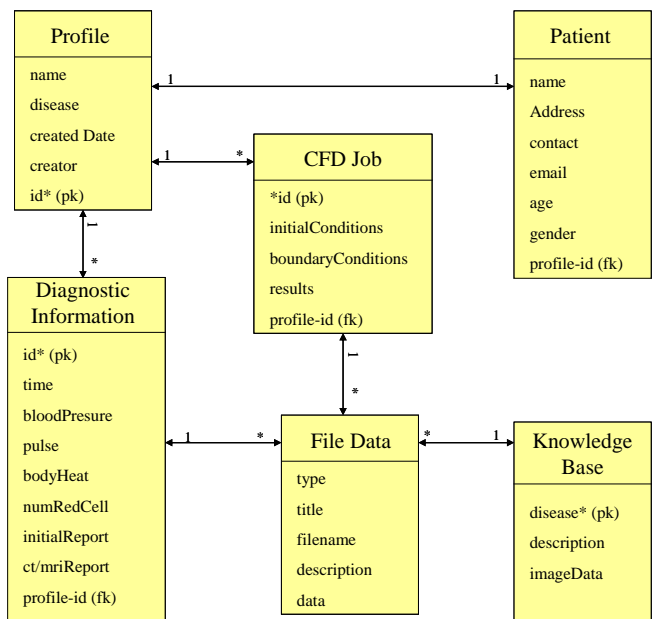 Profile
name
disease
created Date
creator
id* (pk)
Patient
name
Address
contact
email
age
gender
profile-id (fk)
1
1
1
*
CFD Job
*id (pk)
initialConditions
boundaryConditions
results
profile-id (fk)
1
*
Diagnostic
Information
id* (pk)
time
bloodPresure
pulse
bodyHeat
numRedCell
initialReport
ct/mriReport
profile-id (fk)
1
*
1
*
File Data
type
title
filename
description
data
*
1
Knowledge
Base
disease* (pk)
description
imageData